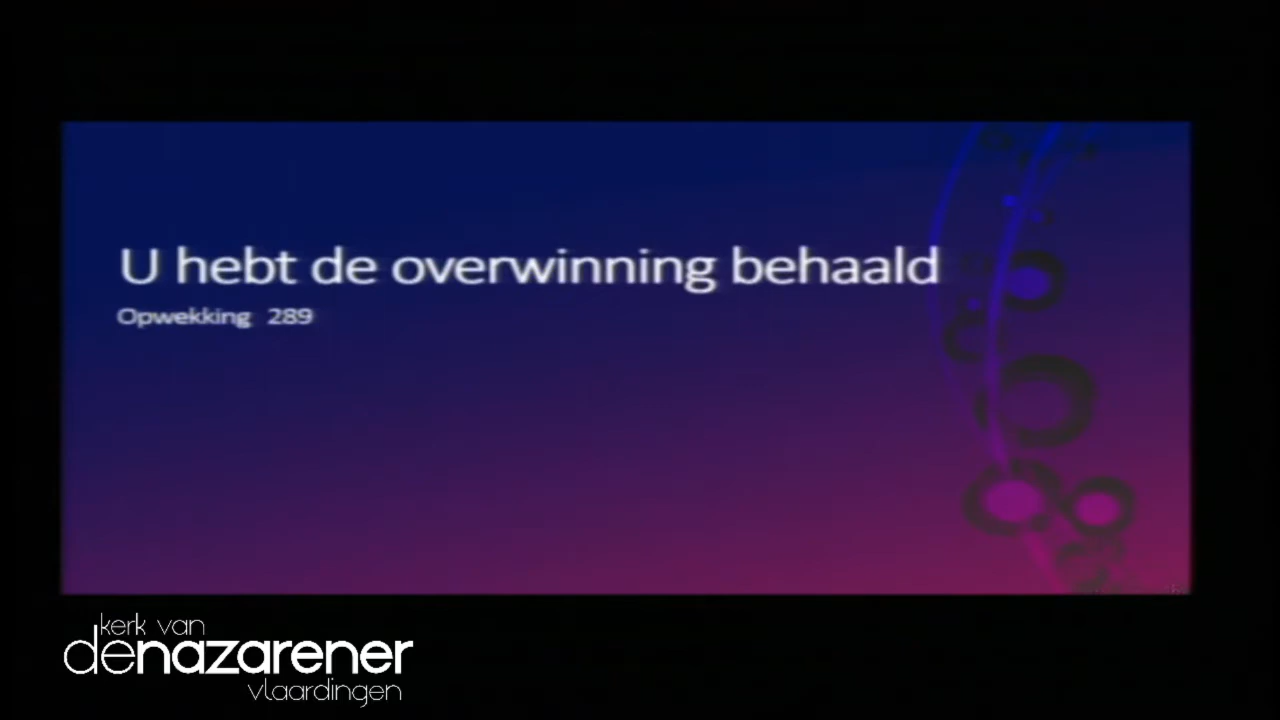 U hebt de overwinning behaald
Opwekking 289
kerk van
denazarener
vlaardingen